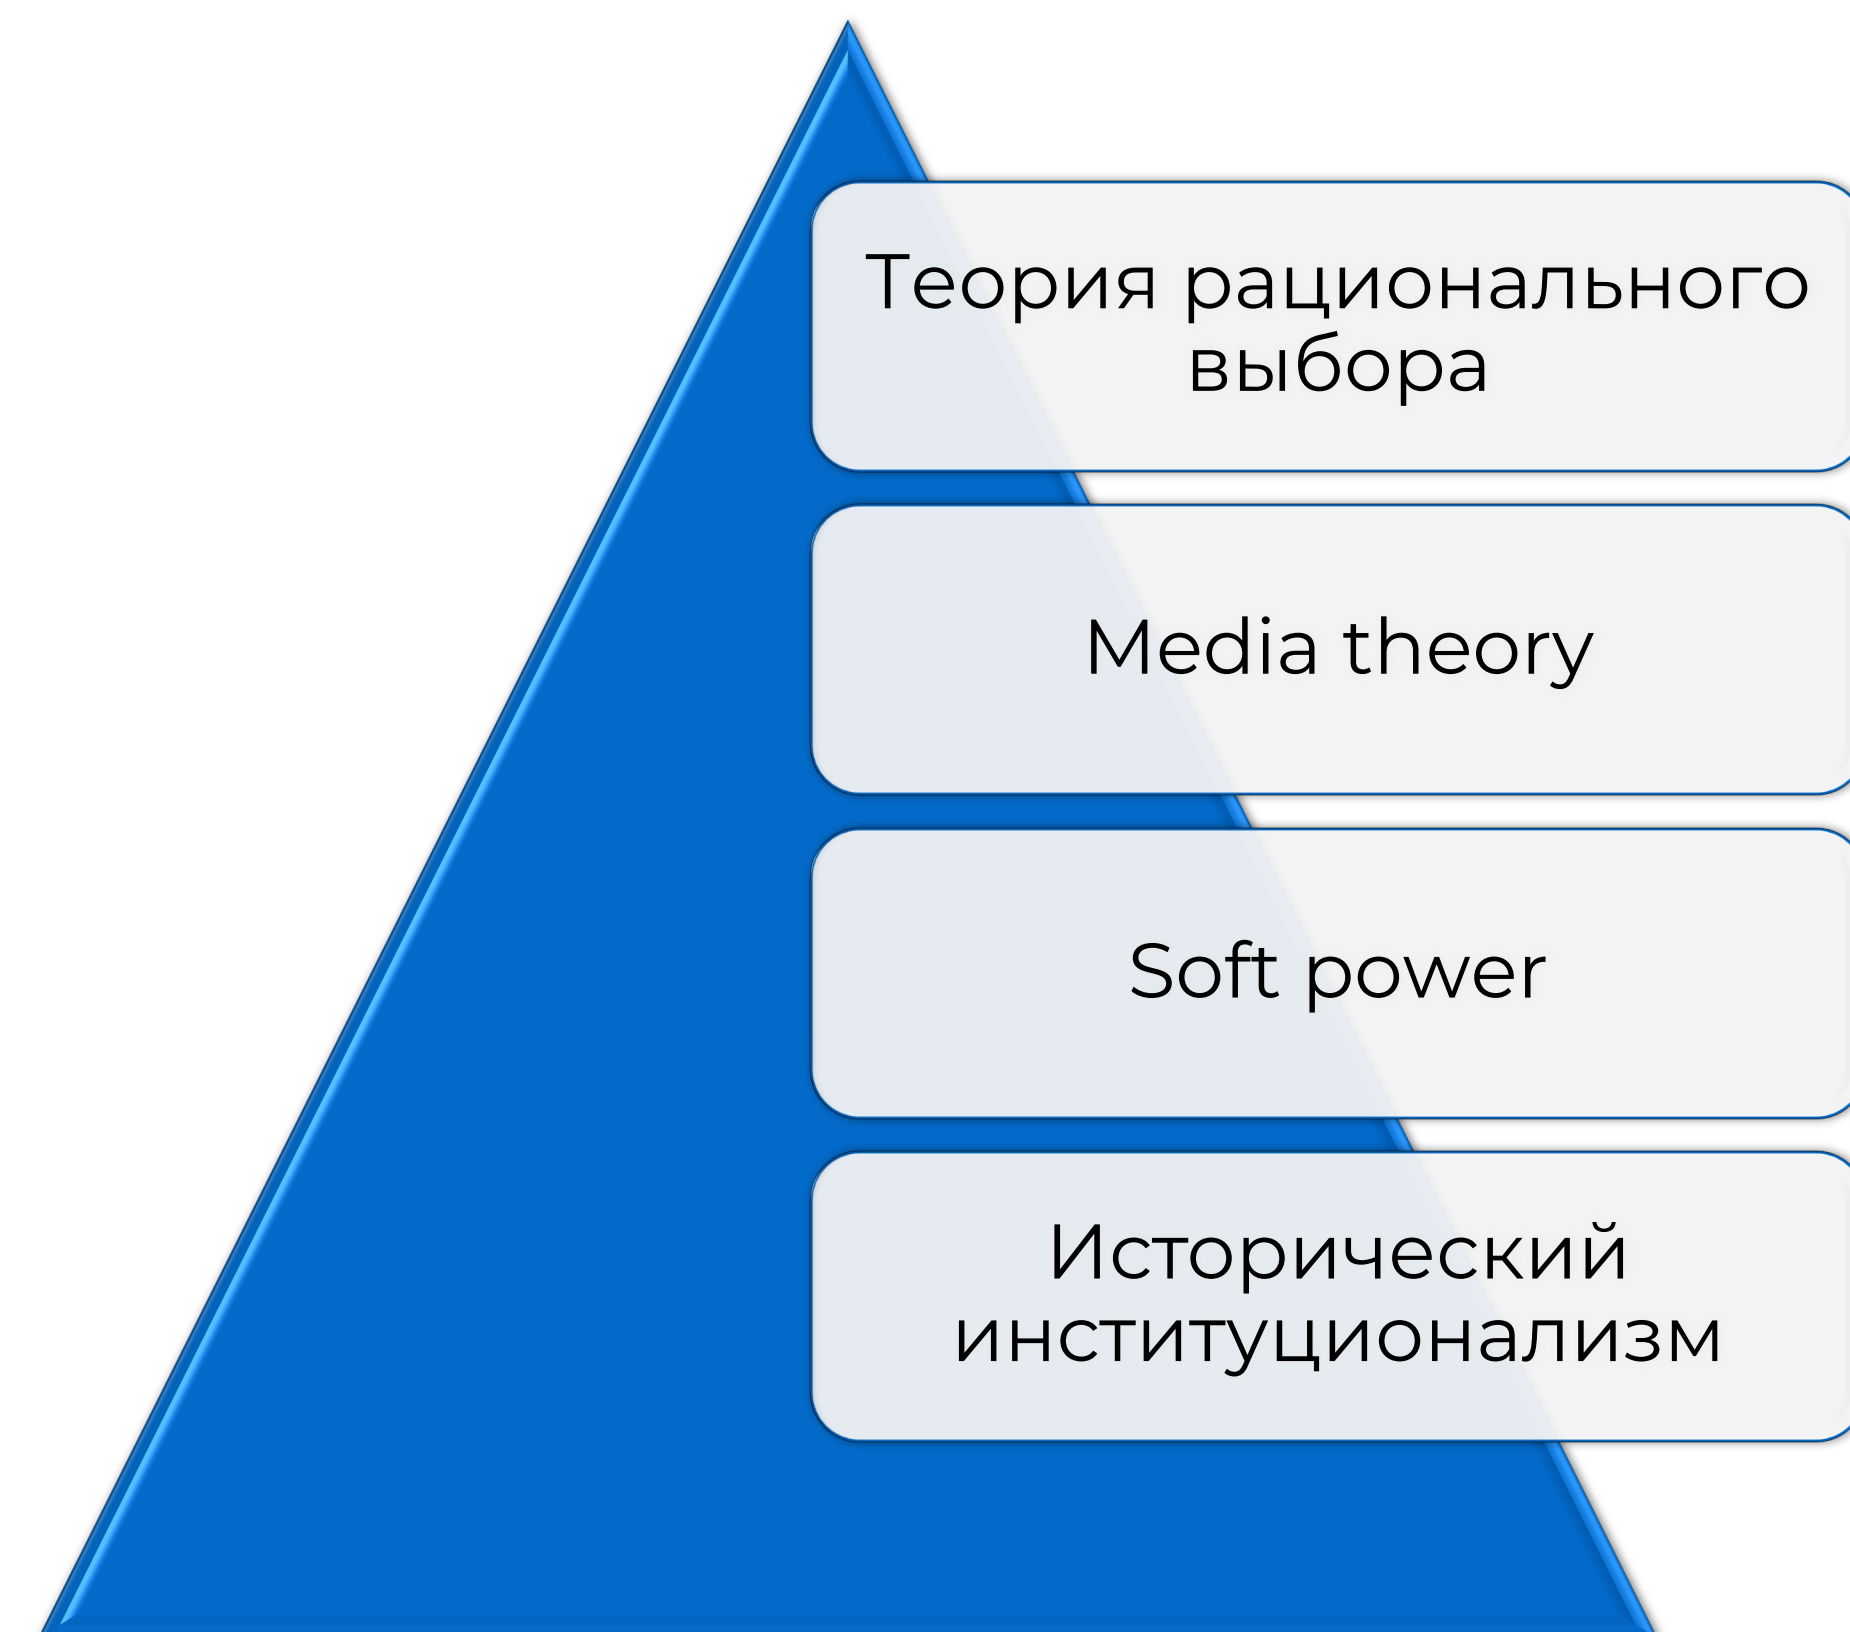 Теория рационального
выбора
Media theory
Soft power
Исторический
институционализм